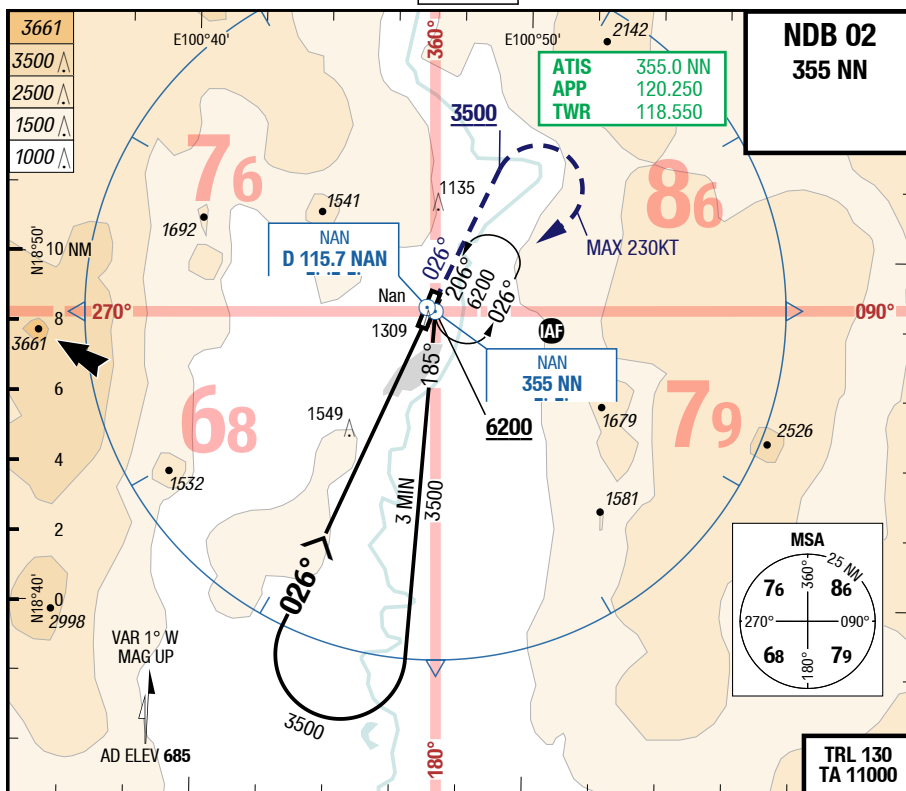 3661
3500
2500
1500
1000
E100°40'
360°
E100°50'
2142
NDB 02
355 NN
ATIS 355.0 NN
APP 120.250
TWR 118.550
3500
76
86
1135
1541
1692
NAN
D 115.7 NAN
026°
206°
6200
026°
MAX 230KT
N18°50'
10 NM
8
6
4
2
0
270°
090°
Nan
1309
IAF
3661
185°
NAN
355 NN
68
79
1549
6200
1679
2526
1532
3 MIN
3500
1581
026°
N18°40'
2998
VAR 1° W
MAG UP
3500
AD ELEV 685
180°
MSA
25 NN
360°
76
86
270°
090°
68
79
180°
TRL 130
TA 11000